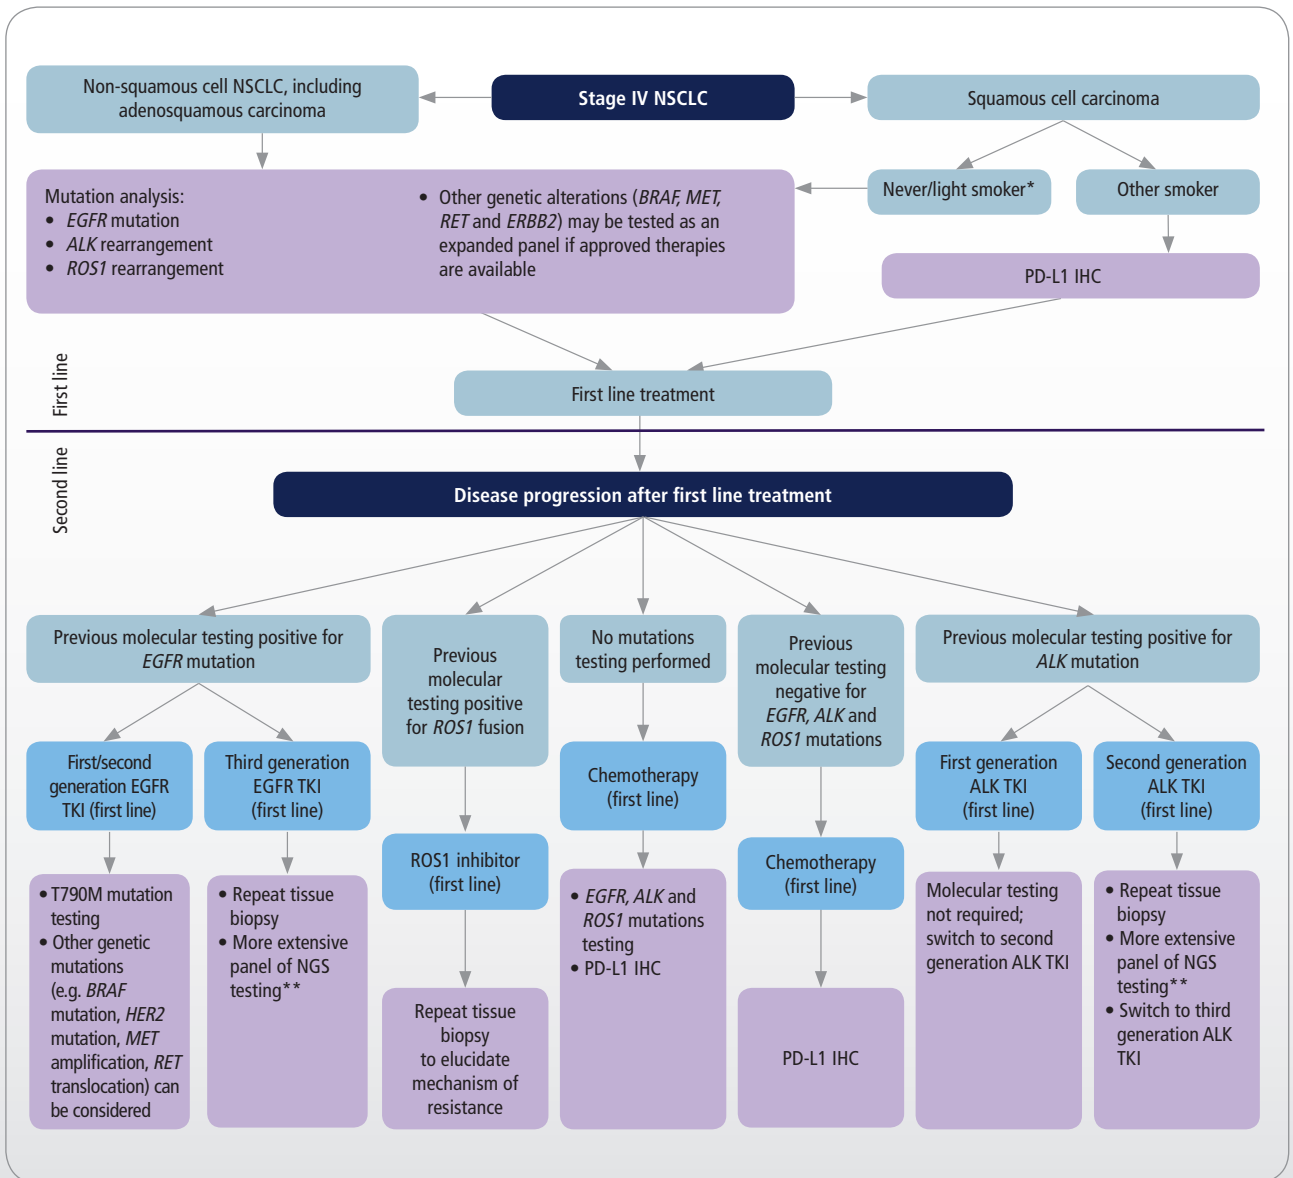 Stage IV NSCLC
Non-squamous cell NSCLC, including
adenosquamous carcinoma
Squamous cell carcinoma
Never/light smoker*
Other smoker
Mutation analysis:
• EGFR mutation
• ALK rearrangement
• ROS1 rearrangement
• Other genetic alterations (BRAF, MET,
RET and ERBB2) may be tested as an
expanded panel if approved therapies
are available
PD-L1 IHC
First line
First line treatment
Second line
Disease progression after first line treatment
Previous molecular testing positive for
EGFR mutation
First/second
generation EGFR
TKI (first line)
• T790M mutation
testing
• Other genetic
mutations
(e.g. BRAF
mutation, HER2
mutation, MET
amplification, RET
translocation) can
be considered
Third generation
EGFR TKI
(first line)
• Repeat tissue
biopsy
• More extensive
panel of NGS
testing**
Previous
molecular
testing positive
for ROS1 fusion
ROS1 inhibitor
(first line)
Repeat tissue
biopsy
to elucidate
mechanism of
resistance
No mutations
testing performed
Chemotherapy
(first line)
• EGFR, ALK and
ROS1 mutations
testing
• PD-L1 IHC
Previous
molecular testing
negative for
EGFR, ALK and
ROS1 mutations
Chemotherapy
(first line)
PD-L1 IHC
Previous molecular testing positive for
ALK mutation
First generation
ALK TKI
(first line)
Molecular testing
not required;
switch to second
generation ALK TKI
Second generation
ALK TKI
(first line)
• Repeat tissue
biopsy
• More extensive
panel of NGS
testing**
• Switch to third
generation ALK
TKI